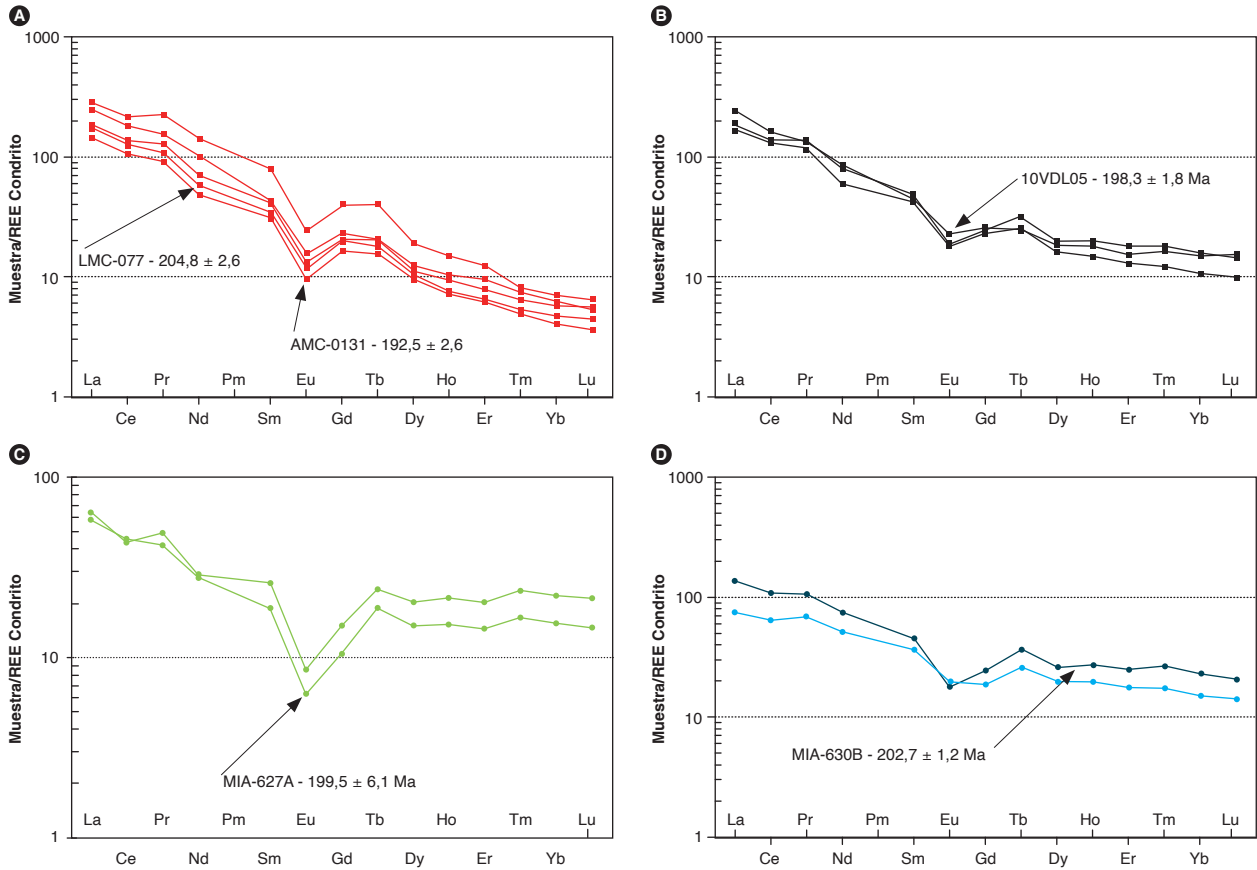 A
Muestra/REE Condrito
1000
100
10
1
LMC-077 - 204,8 ± 2,6
AMC-0131 - 192,5 ± 2,6
La Pr Pm Eu Tb Ho Tm Lu
Ce Nd Sm Gd Dy Er Yb
B
Muestra/REE Condrito
1000
100
10
1
10VDL05 - 198,3 ± 1,8 Ma
La Pr Pm Eu Tb Ho Tm Lu
Ce Nd Sm Gd Dy Er Yb
C
Muestra/REE Condrito
100
10
1
MIA-627A - 199,5 ± 6,1 Ma
La Pr Pm Eu Tb Ho Tm Lu
Ce Nd Sm Gd Dy Er Yb
D
Muestra/REE Condrito
1000
100
10
1
MIA-630B - 202,7 ± 1,2 Ma
La Pr Pm Eu Tb Ho Tm Lu
Ce Nd Sm Gd Dy Er Yb